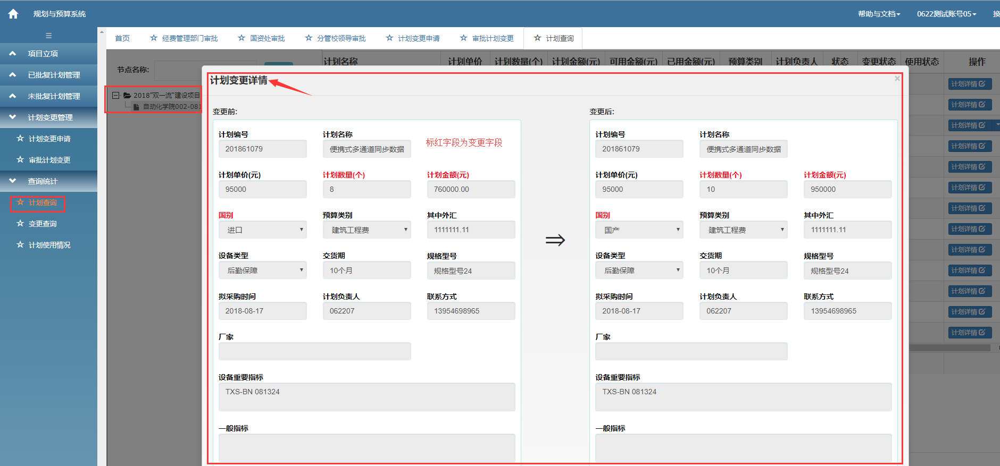 规划与预算系统
帮助与文档
0622测试账号05
换
首页
经费管理部门审批
国资处审批
分管校领导审批
计划变更申请
审批计划变更
计划查询
项目立项
已批复计划管理
未批复计划管理
计划变更管理
计划变更申请
审批计划变更
查询统计
计划查询
变更查询
计划使用情况
节点名称:
2018"双一流"建设项目
自动化学院002-081
计划名称 计划单价 计划数量(个) 计划金额(元) 可用金额(元) 已用金额(元) 预算类别 计划负责人 状态 变更状态 使用状态 操作
计划变更详情
×
变更前:
计划编号 计划名称
201861079 便携式多通道同步数据
标红字段为变更字段
计划单价(元) 计划数量(个) 计划金额(元)
95000 8 760000.00
国别 预算类别 其中外汇
进口 建筑工程费 1111111.11
设备类型 交货期 规格型号
后勤保障 10个月 规格型号24
拟采购时间 计划负责人 联系方式
2018-08-17 062207 13954698965
厂家
设备重要指标
TXS-BN 081324
一般指标
⇒
变更后:
计划编号 计划名称
201861079 便携式多通道同步数据
计划单价(元) 计划数量(个) 计划金额(元)
95000 10 950000
国别 预算类别 其中外汇
国产 建筑工程费 1111111.11
设备类型 交货期 规格型号
后勤保障 10个月 规格型号24
拟采购时间 计划负责人 联系方式
2018-08-17 062207 13954698965
厂家
设备重要指标
TXS-BN 081324
一般指标
计划详情
计划详情
计划详情
计划详情
计划详情
计划详情
计划详情
计划详情
计划详情
计划详情
计划详情
计划详情
计划详情